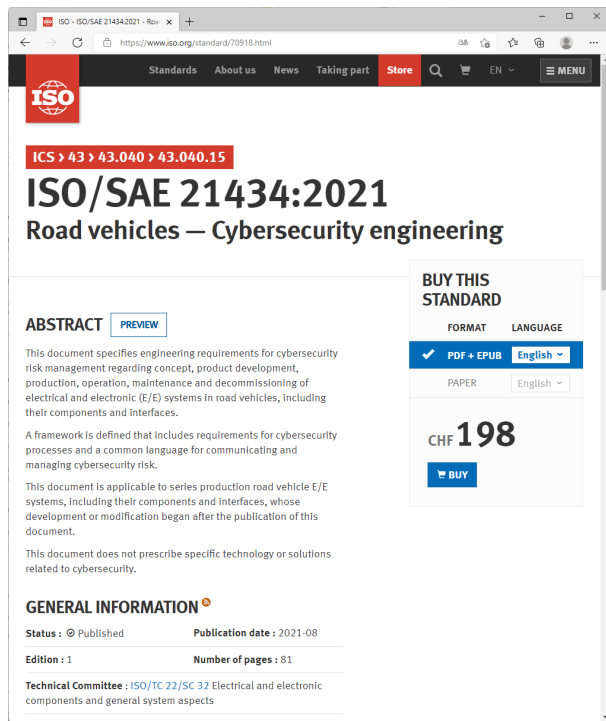 ISO - ISO/SAE 21434:2021 - Roa
https://www.iso.org/standard/70918.html
Standards About us News Taking part Store EN MENU
ISO
ICS > 43 > 43.040 > 43.040.15
ISO/SAE 21434:2021
Road vehicles — Cybersecurity engineering
BUY THIS
STANDARD
FORMAT LANGUAGE
PDF + EPUB English
PAPER English
CHF 198
BUY
ABSTRACT PREVIEW
This document specifies engineering requirements for cybersecurity
risk management regarding concept, product development,
production, operation, maintenance and decommissioning of
electrical and electronic (E/E) systems in road vehicles, including
their components and interfaces.
A framework is defined that includes requirements for cybersecurity
processes and a common language for communicating and
managing cybersecurity risk.
This document is applicable to series production road vehicle E/E
systems, including their components and interfaces, whose
development or modification began after the publication of this
document.
This document does not prescribe specific technology or solutions
related to cybersecurity.
GENERAL INFORMATION
Status : Published Publication date : 2021-08
Edition : 1 Number of pages : 81
Technical Committee : ISO/TC 22/SC 32 Electrical and electronic
components and general system aspects